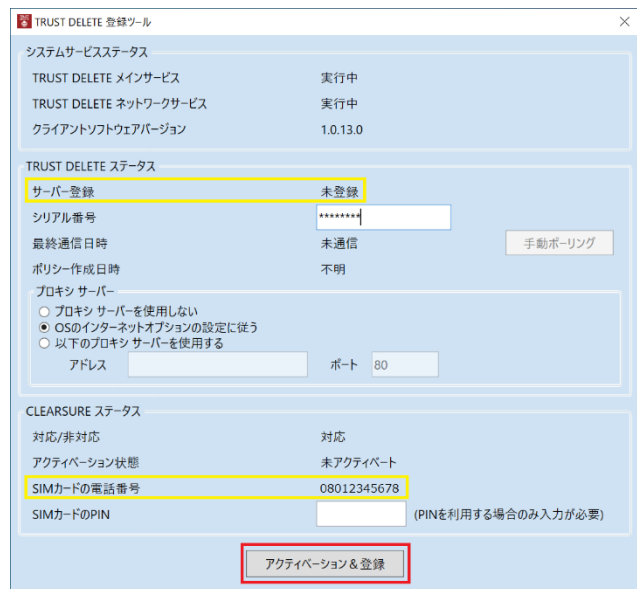 TRUST DELETE 登録ツール
システムサービスステータス
TRUST DELETE メインサービス 実行中
TRUST DELETE ネットワークサービス 実行中
クライアントソフトウェアバージョン 1.0.13.0
TRUST DELETE ステータス
サーバー登録 未登録
シリアル番号 ********
最終通信日時 未通信 手動ポーリング
ポリシー作成日時 不明
プロキシ サーバー
プロキシ サーバーを使用しない
OSのインターネットオプションの設定に従う
以下のプロキシ サーバーを使用する
アドレス ポート 80
CLEARSURE ステータス
対応/非対応 対応
アクティベーション状態 未アクティベート
SIMカードの電話番号 08012345678
SIMカードのPIN (PINを利用する場合のみ入力が必要)
アクティベーション & 登録